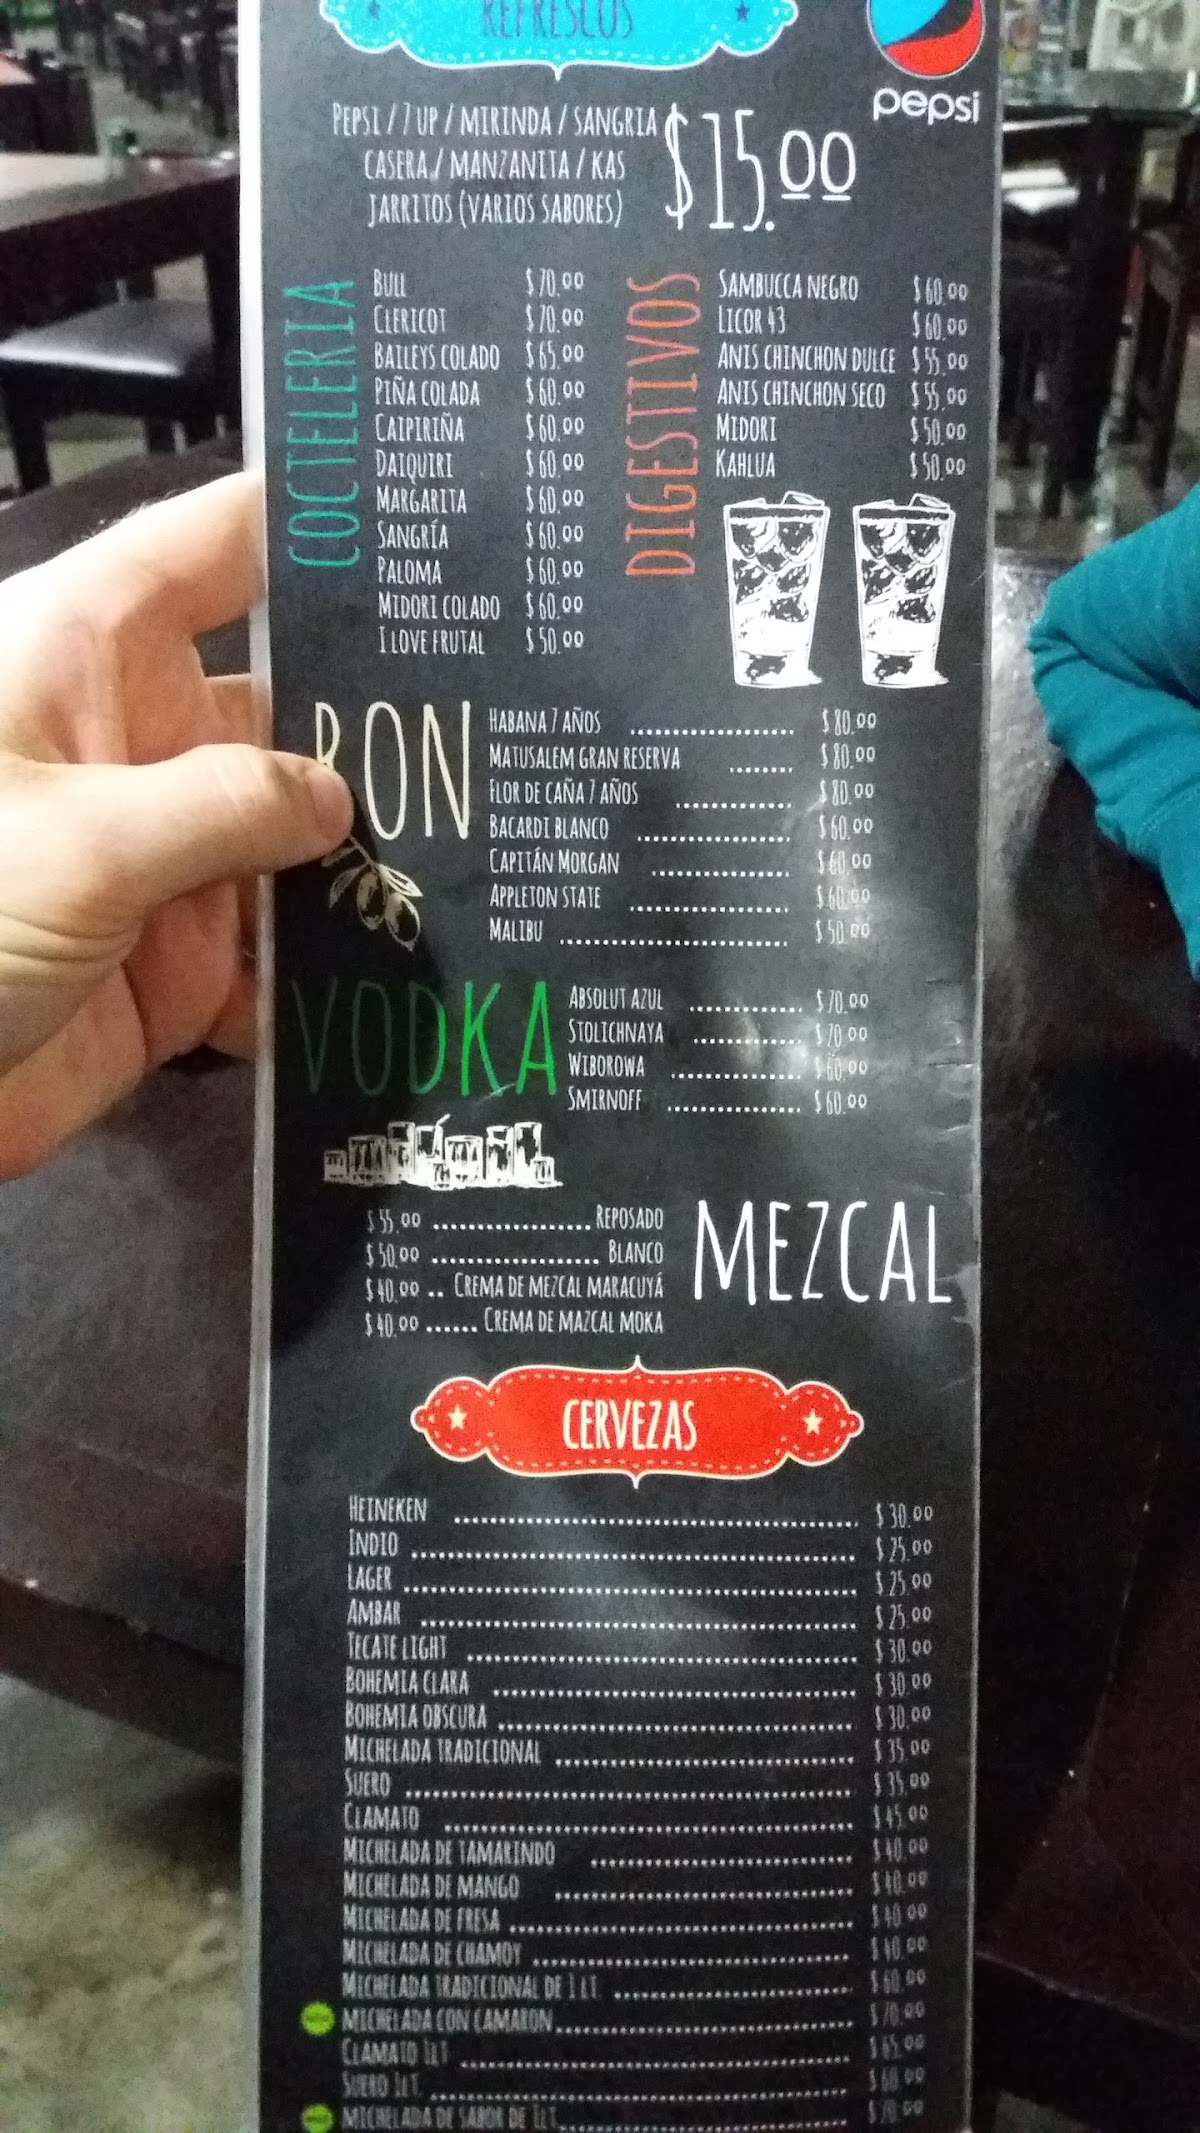 REFRESCOS
pepsi
PEPSI / 7 UP / MIRINDA / SANGRIA
CASERA / MANZANITA / KAS
JARRITOS (VARIOS SABORES)
$15.00
COCTELERIA
BULL $70.00
CLERICOT $70.00
BAILEYS COLADO $65.00
PIÑA COLADA $60.00
CAIPIRIÑA $60.00
DAIQUIRI $60.00
MARGARITA $60.00
SANGRÍA $60.00
PALOMA $60.00
MIDORI COLADO $60.00
I LOVE FRUTAL $50.00
DIGESTIVOS
SAMBUCCA NEGRO $60.00
LICOR 43 $60.00
ANIS CHINCHON DULCE $55.00
ANIS CHINCHON SECO $55.00
MIDORI $50.00
KAHLUA $50.00
RON
HABANA 7 AÑOS $80.00
MATUSALEM GRAN RESERVA $80.00
FLOR DE CAÑA 7 AÑOS $80.00
BACARDI BLANCO $60.00
CAPITÁN MORGAN $60.00
APPLETON STATE $60.00
MALIBU $50.00
VODKA
ABSOLUT AZUL $70.00
STOLICHNAYA $70.00
WIBOROWA $60.00
SMIRNOFF $60.00
MEZCAL
$55.00 REPOSADO
$50.00 BLANCO
$40.00 CREMA DE MEZCAL MARACUYÁ
$40.00 CREMA DE MAZCAL MOKA
CERVEZAS
HEINEKEN $30.00
INDIO $25.00
LAGER $25.00
AMBAR $25.00
TECATE LIGHT $30.00
BOHEMIA CLARA $30.00
BOHEMIA OBSCURA $30.00
MICHELADA TRADICIONAL $35.00
SUERO $35.00
CLAMATO $45.00
MICHELADA DE TAMARINDO $40.00
MICHELADA DE MANGO $40.00
MICHELADA DE FRESA $40.00
MICHELADA DE CHAMOY $40.00
MICHELADA TRADICIONAL DE 1 LT. $60.00
MICHELADA CON CAMARON $70.00
CLAMATO 1LT $65.00
SUERO 1LT. $60.00
MICHELADA DE SABOR DE 1LT $70.00